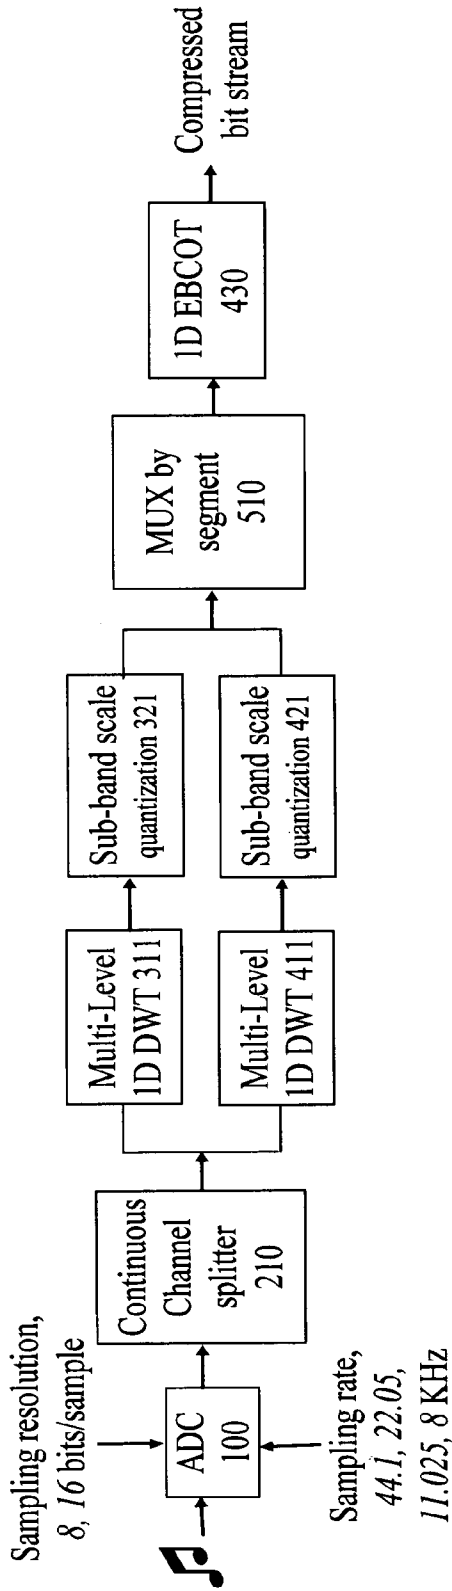 Sampling resolution,
8, 16 bits/sample
ADC
100
Sampling rate,
44.1, 22.05,
11.025, 8 KHz
Continuous
Channel
splitter
210
Multi-Level
1D DWT 311
Multi-Level
1D DWT 411
Sub-band scale
quantization 321
Sub-band scale
quantization 421
MUX by
segment
510
1D EBCOT
430
Compressed
bit stream